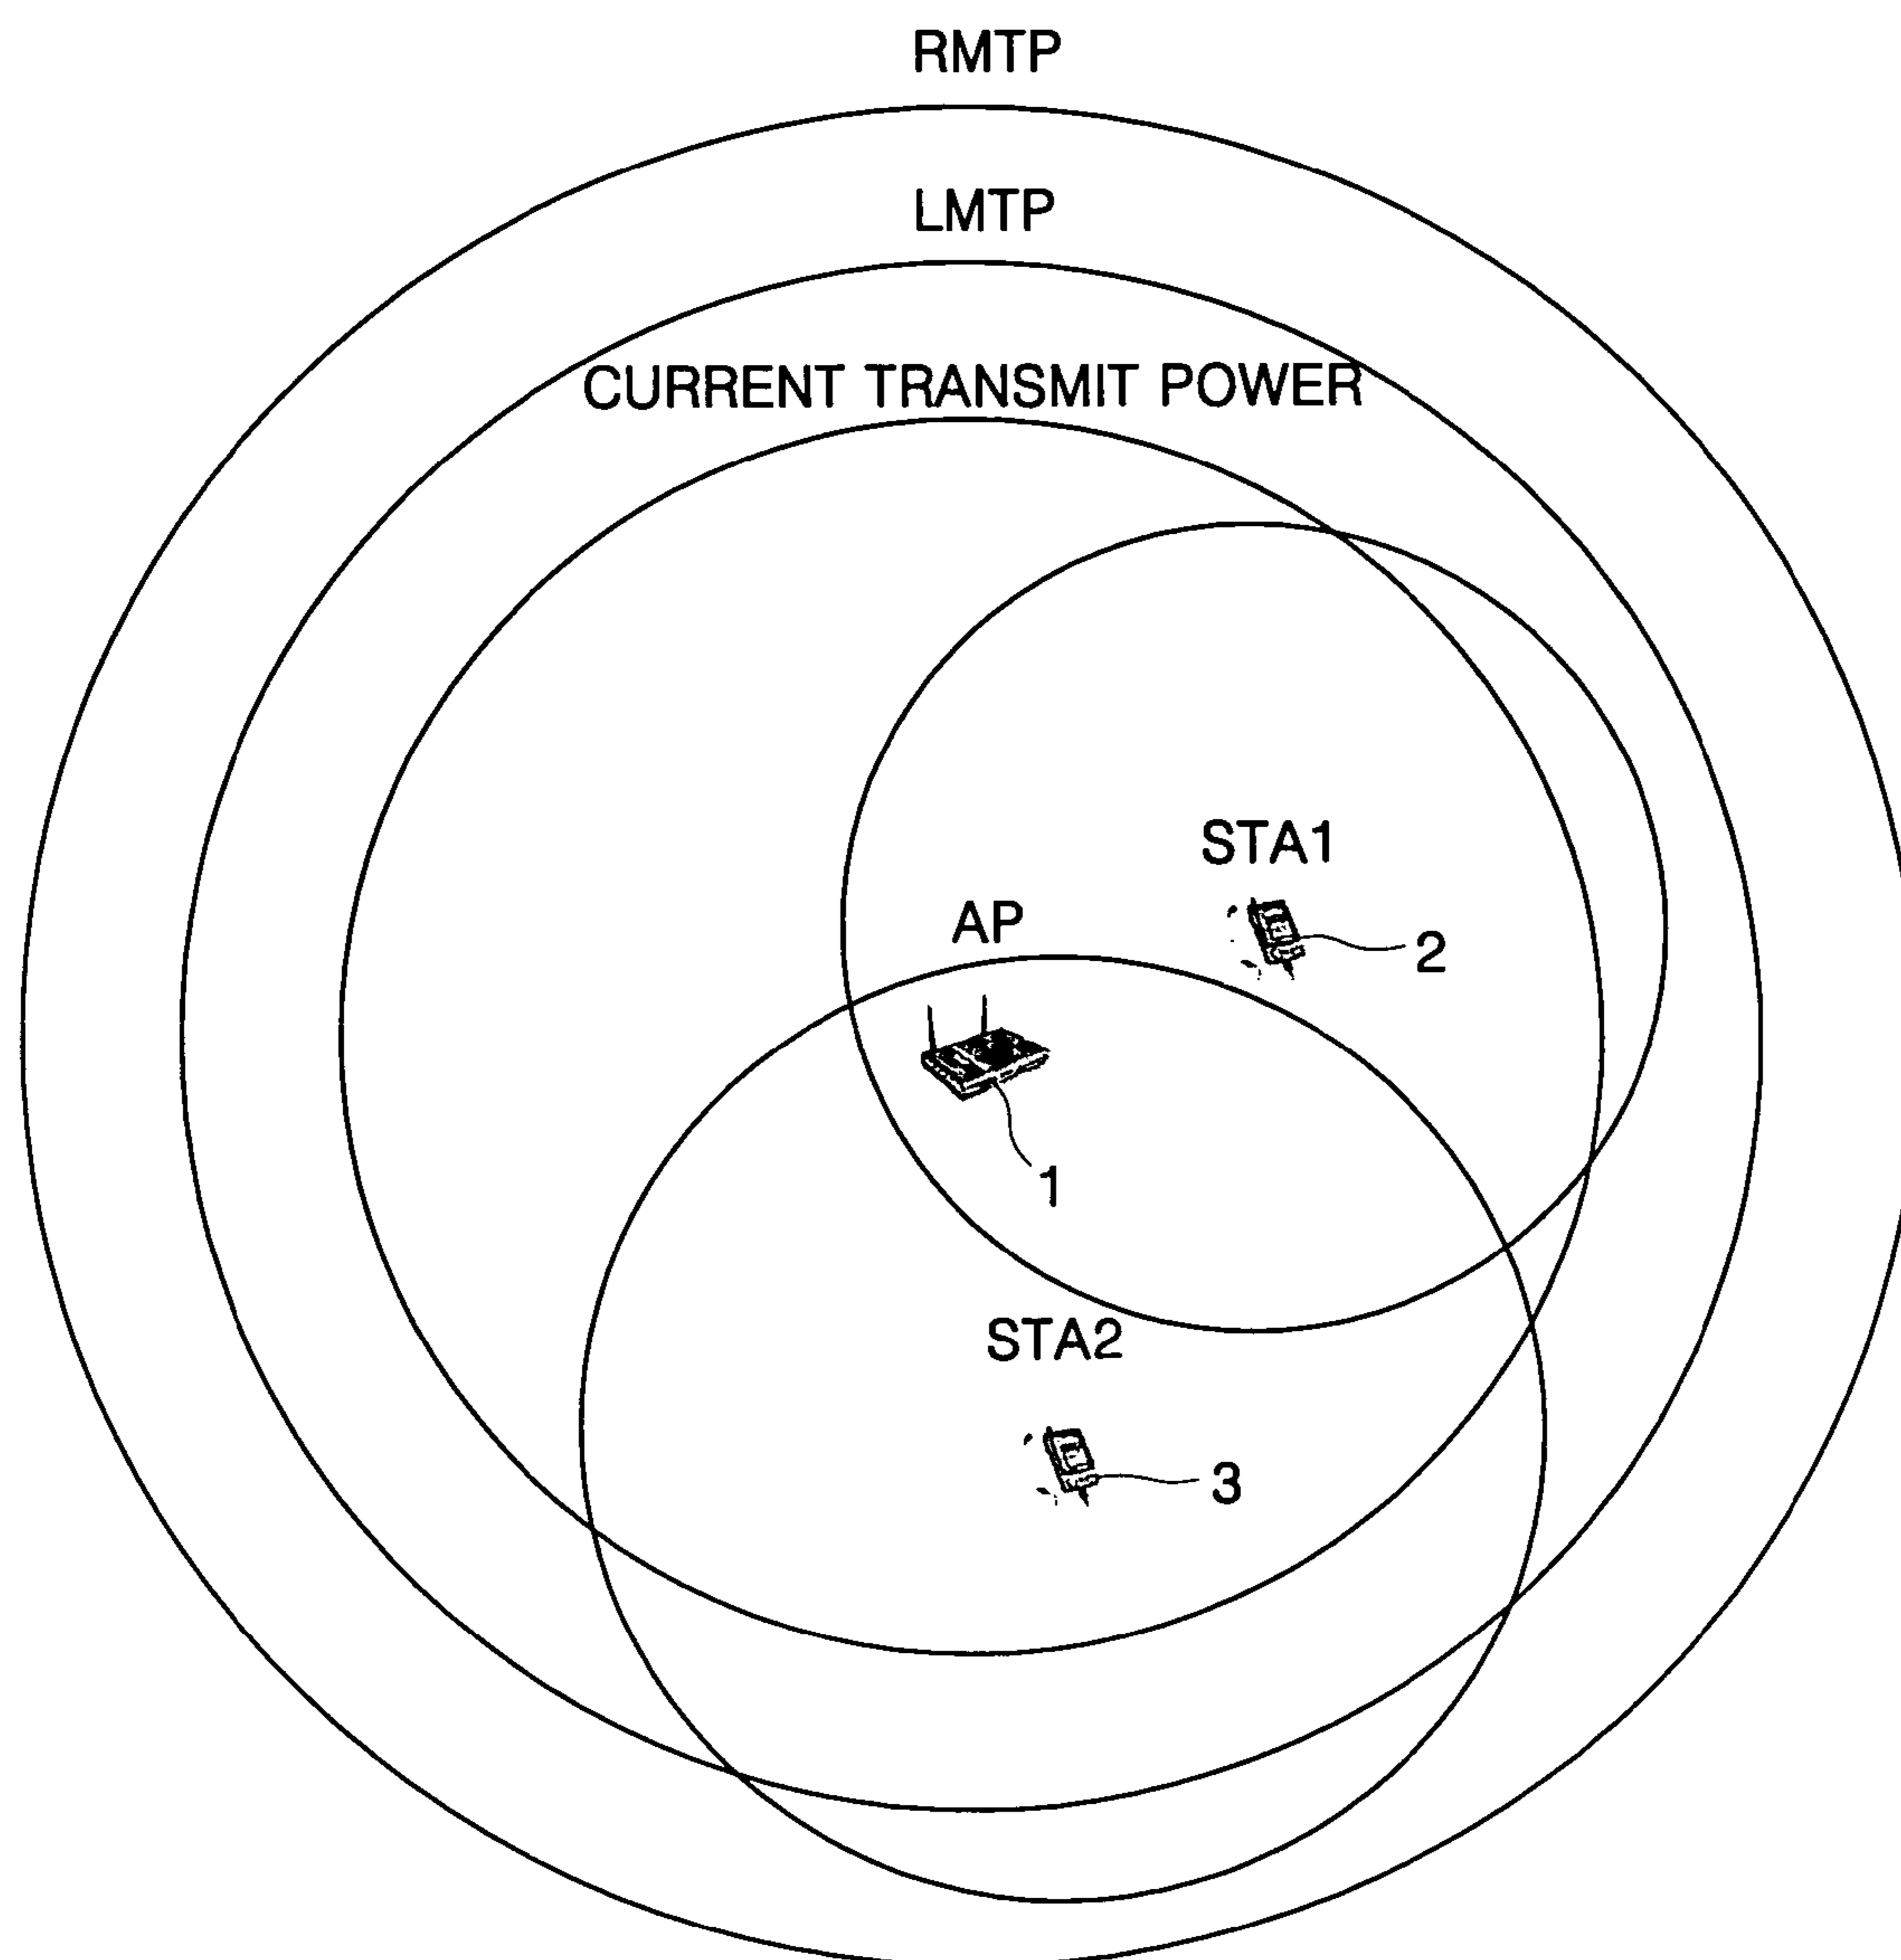 RMTP
LMTP
CURRENT TRANSMIT POWER
STA1
AP
2
1
STA2
3